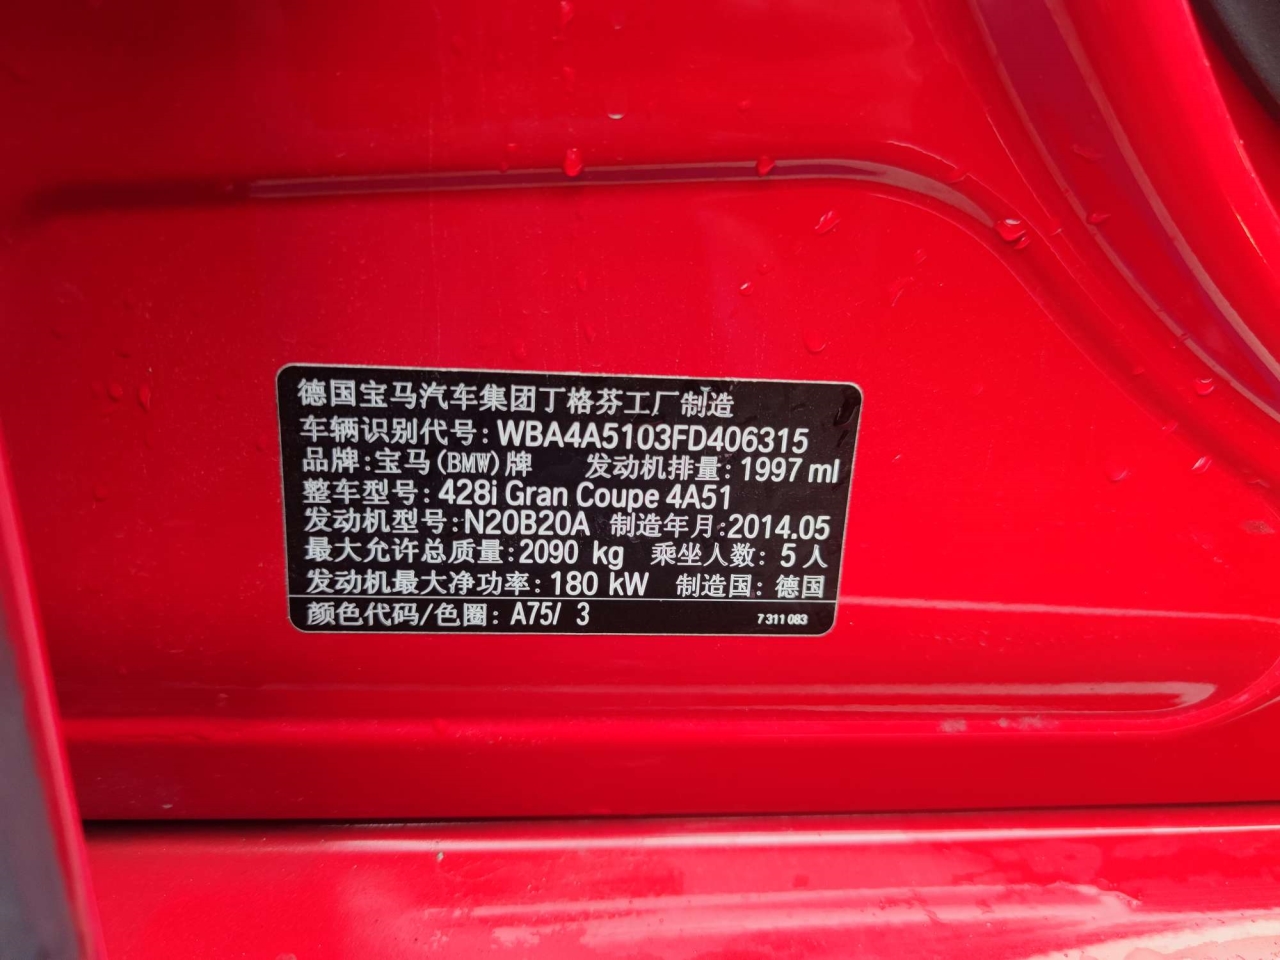 德国宝马汽车集团丁格芬工厂制造
车辆识别代号: WBA4A5103FD406315
品牌: 宝马(BMW)牌 发动机排量: 1997 ml
整车型号: 428i Gran Coupe 4A51
发动机型号: N20B20A 制造年月: 2014.05
最大允许总质量: 2090 kg 乘坐人数: 5 人
发动机最大净功率: 180 kW 制造国: 德国
颜色代码/色圈: A75/ 3 7 311 083